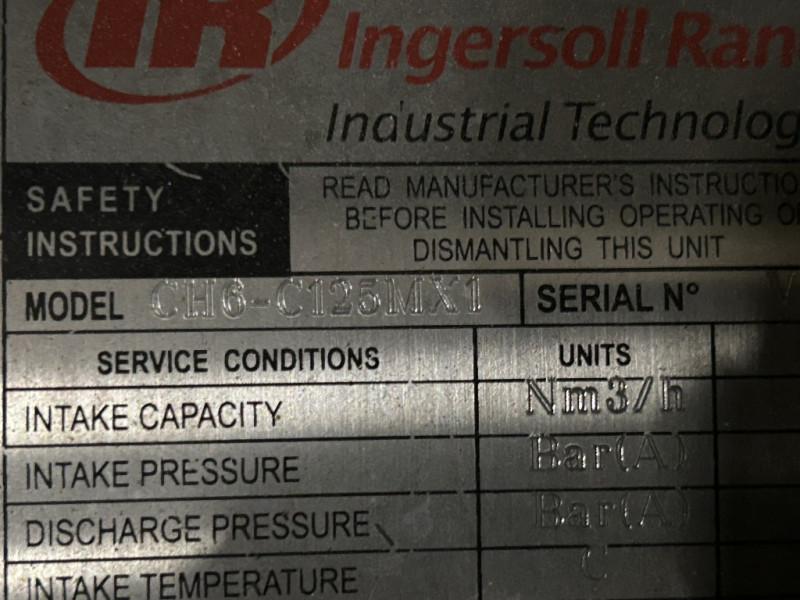 IR Ingersoll Ran
Industrial Technolog
SAFETY
INSTRUCTIONS
READ MANUFACTURER'S INSTRUCTIO
BEFORE INSTALLING OPERATING O
DISMANTLING THIS UNIT
MODEL CH6-C125MX1 SERIAL N° V
SERVICE CONDITIONS UNITS
INTAKE CAPACITY Nm3/h
INTAKE PRESSURE Bar(A)
DISCHARGE PRESSURE Bar(A)
INTAKE TEMPERATURE C